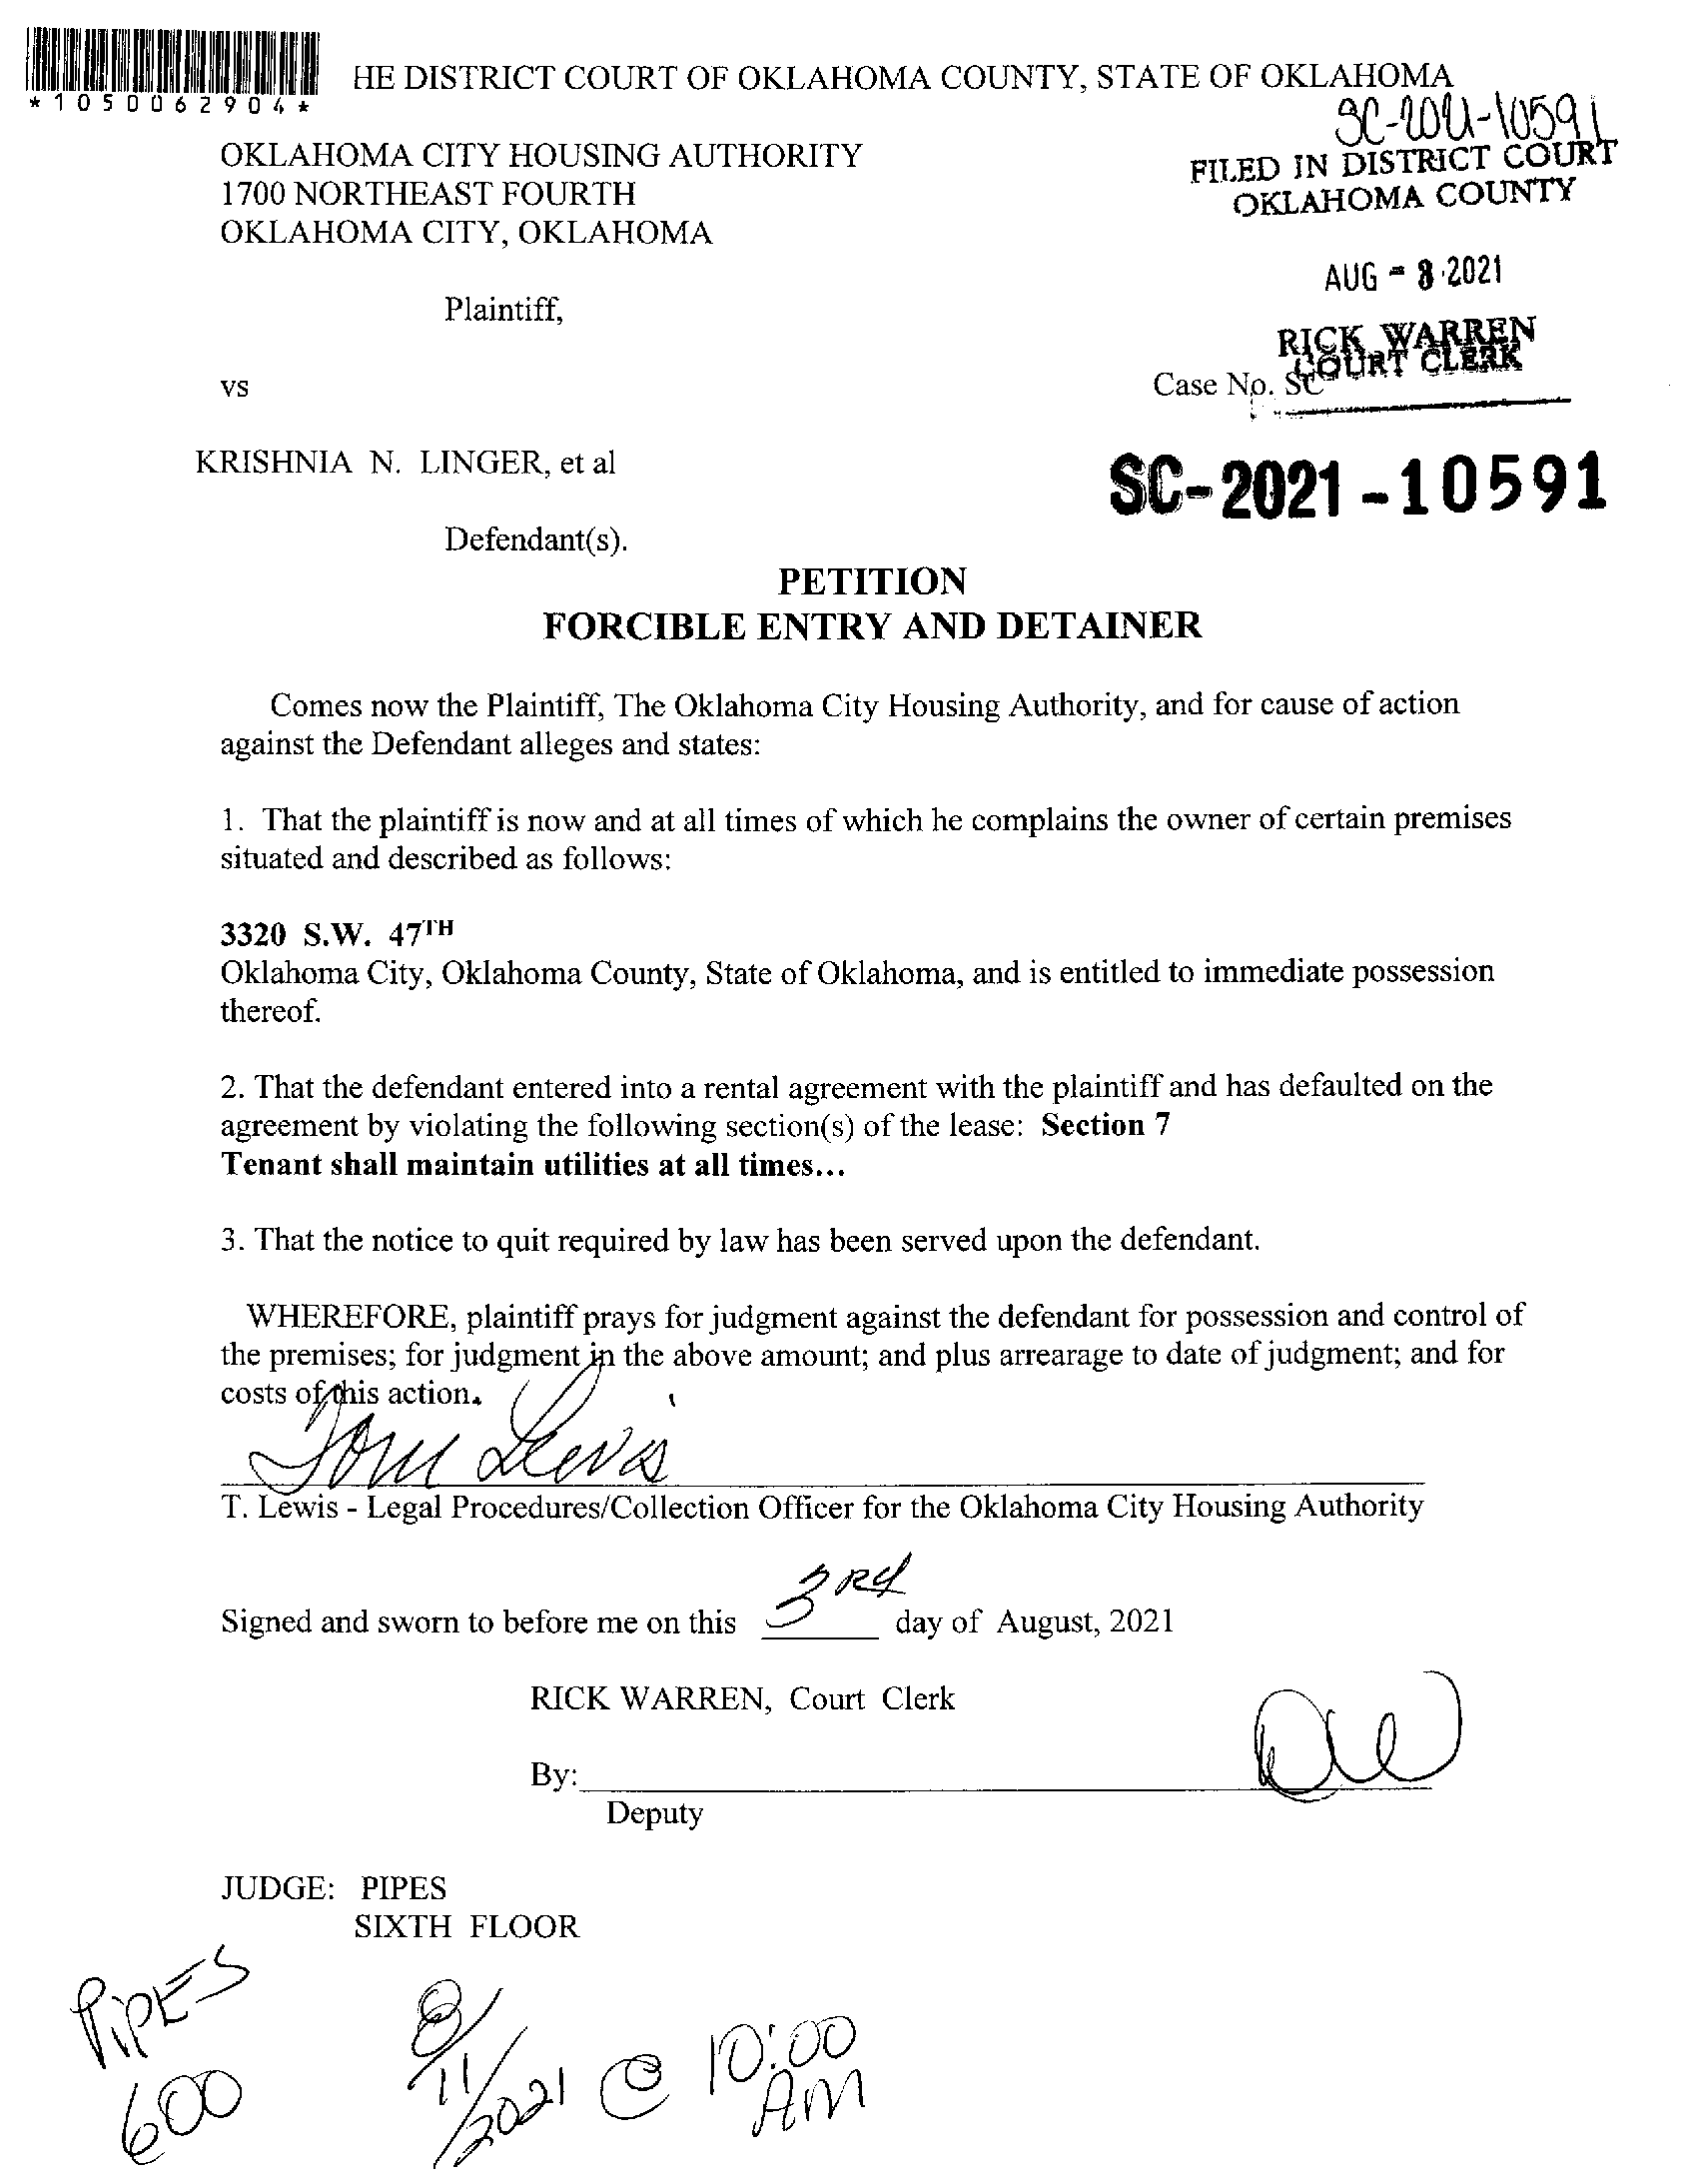 *1050062904*
HE DISTRICT COURT OF OKLAHOMA COUNTY, STATE OF OKLAHOMA
SC-2021-10591
OKLAHOMA CITY HOUSING AUTHORITY
1700 NORTHEAST FOURTH
OKLAHOMA CITY, OKLAHOMA
FILED IN DISTRICT COURT
OKLAHOMA COUNTY
AUG - 3 2021
Plaintiff,
RICK WARREN
COURT CLERK
vs
Case No. SC
KRISHNIA N. LINGER, et al
SC-2021-10591
Defendant(s).
PETITION
FORCIBLE ENTRY AND DETAINER
Comes now the Plaintiff, The Oklahoma City Housing Authority, and for cause of action
against the Defendant alleges and states:
1. That the plaintiff is now and at all times of which he complains the owner of certain premises
situated and described as follows:
3320 S.W. 47TH
Oklahoma City, Oklahoma County, State of Oklahoma, and is entitled to immediate possession
thereof.
2. That the defendant entered into a rental agreement with the plaintiff and has defaulted on the
agreement by violating the following section(s) of the lease: Section 7
Tenant shall maintain utilities at all times...
3. That the notice to quit required by law has been served upon the defendant.
WHEREFORE, plaintiff prays for judgment against the defendant for possession and control of
the premises; for judgment in the above amount; and plus arrearage to date of judgment; and for
costs of this action.
Tom Lewis
T. Lewis - Legal Procedures/Collection Officer for the Oklahoma City Housing Authority
Signed and sworn to before me on this 3RD day of August, 2021
RICK WARREN, Court Clerk
By:
Deputy
JUDGE: PIPES
SIXTH FLOOR
PIPES
600
8/11/2021 @ 10:00
AM